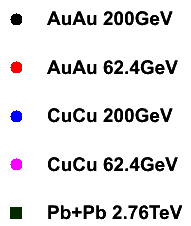 AuAu 200GeV
AuAu 62.4GeV
CuCu 200GeV
CuCu 62.4GeV
Pb+Pb 2.76TeV